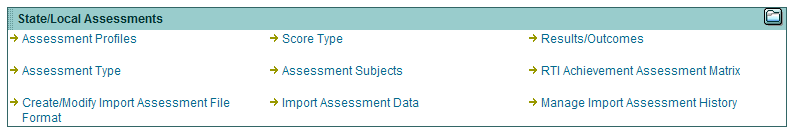 State/Local Assessments
Assessment Profiles
Score Type
Results/Outcomes
Assessment Type
Assessment Subjects
RTI Achievement Assessment Matrix
Create/Modify Import Assessment File
Format
Import Assessment Data
Manage Import Assessment History